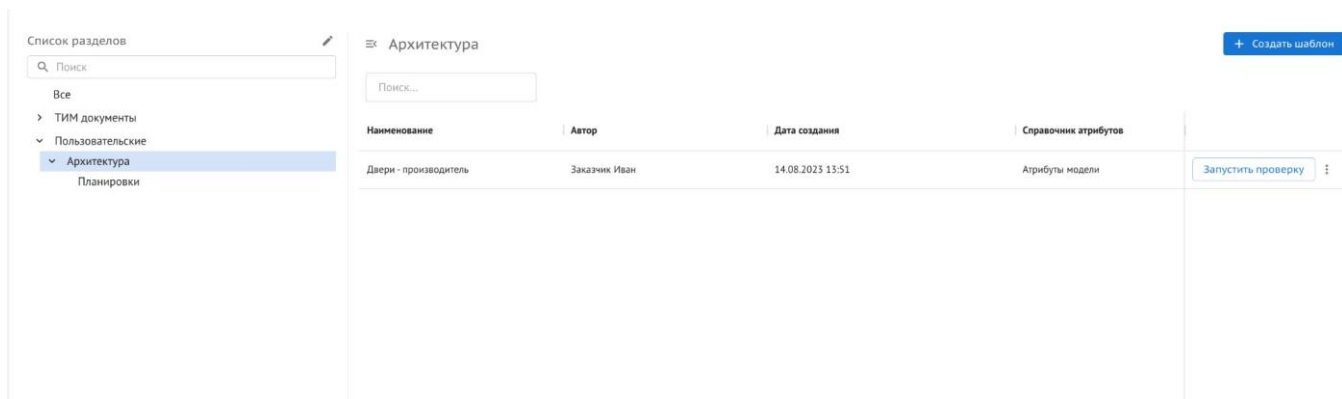 Список разделов
Поиск
Все
ТИМ документы
Пользовательские
Архитектура
Планировки
Архитектура
+ Создать шаблон
Поиск...
Наименование Автор Дата создания Справочник атрибутов
Двери - производитель Заказчик Иван 14.08.2023 13:51 Атрибуты модели Запустить проверку